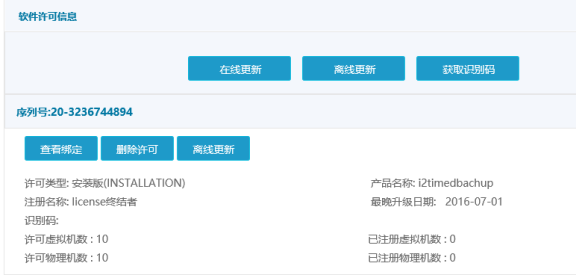 软件许可信息
在线更新 离线更新 获取识别码
序列号:20-3236744894
查看绑定 删除许可 离线更新
许可类型: 安装版(INSTALLATION) 产品名称: i2timedbachup
注册名称: license终结者 最晚升级日期: 2016-07-01
识别码:
许可虚拟机数 : 10 已注册虚拟机数 : 0
许可物理机数 : 10 已注册物理机数 : 0